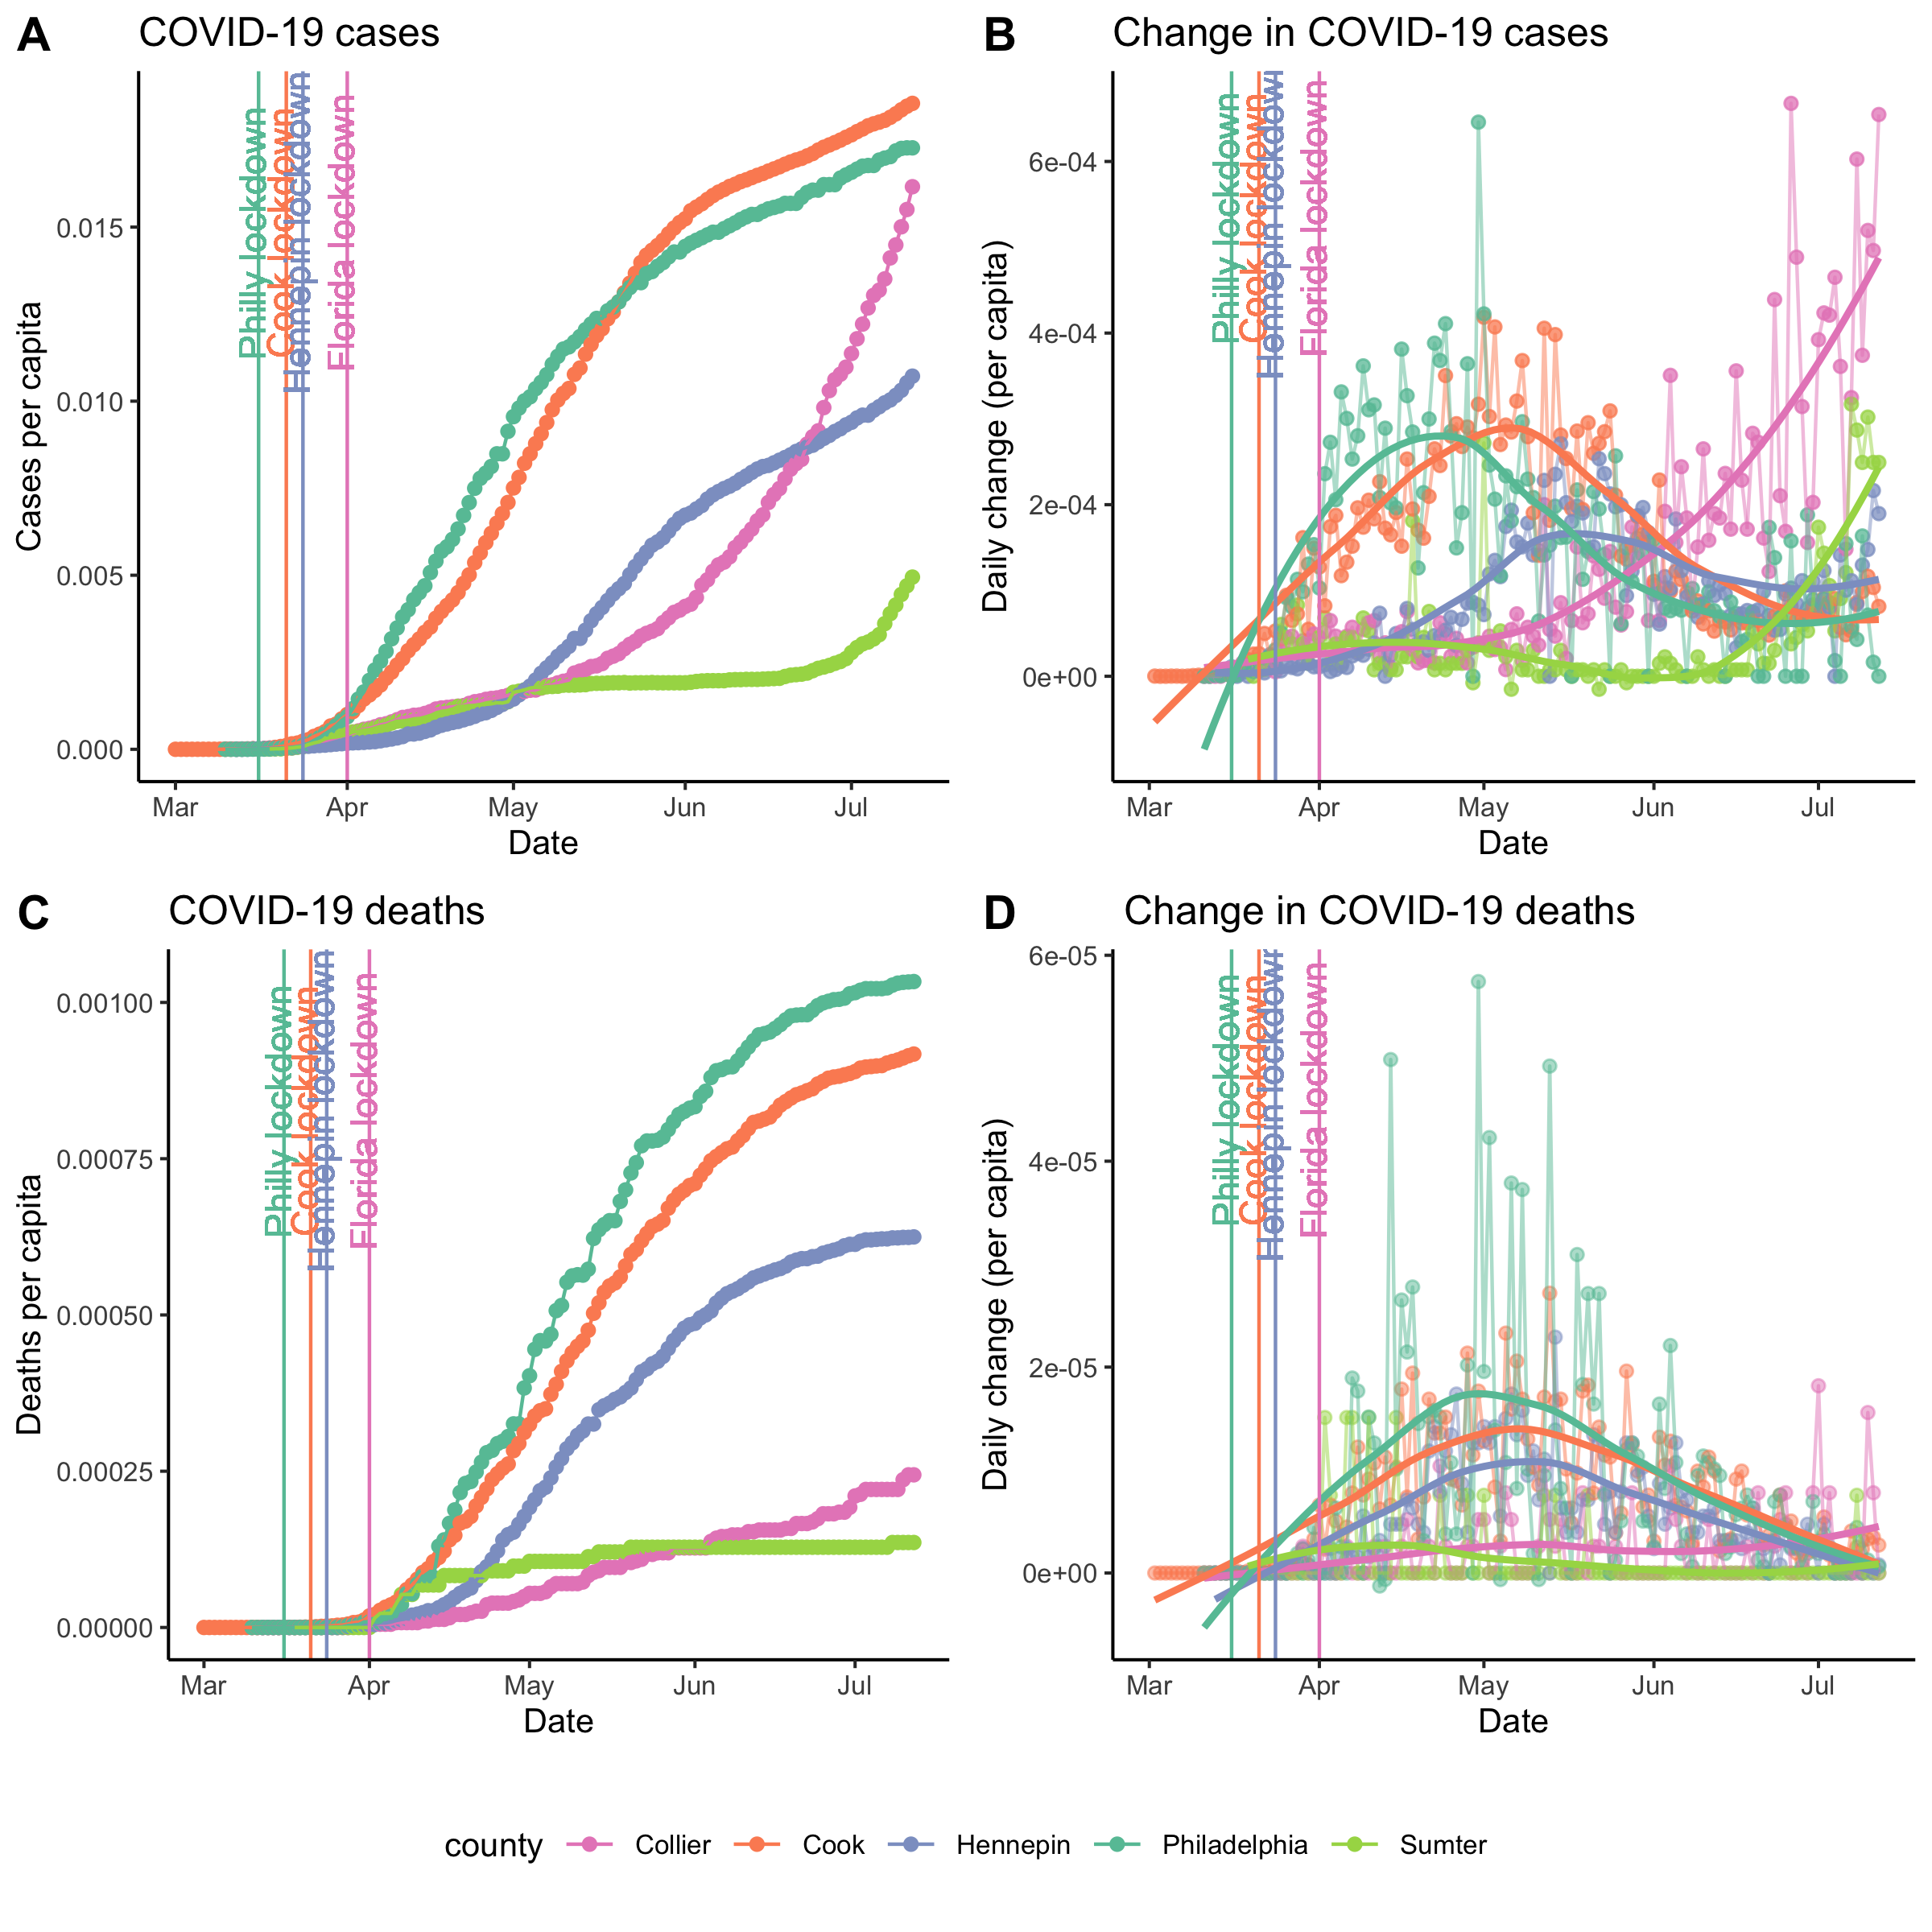 A
COVID-19 cases
Cases per capita
0.015
0.010
0.005
0.000
Philly lockdown
Cook lockdown
Hennepin lockdown
Florida lockdown
Mar
Apr
May
Jun
Jul
Date
B
Change in COVID-19 cases
Daily change (per capita)
6e-04
4e-04
2e-04
0e+00
Philly lockdown
Cook lockdown
Hennepin lockdown
Florida lockdown
Mar
Apr
May
Jun
Jul
Date
C
COVID-19 deaths
Deaths per capita
0.00100
0.00075
0.00050
0.00025
0.00000
Philly lockdown
Cook lockdown
Hennepin lockdown
Florida lockdown
Mar
Apr
May
Jun
Jul
Date
D
Change in COVID-19 deaths
Daily change (per capita)
6e-05
4e-05
2e-05
0e+00
Philly lockdown
Cook lockdown
Hennepin lockdown
Florida lockdown
Mar
Apr
May
Jun
Jul
Date
county Collier Cook Hennepin Philadelphia Sumter